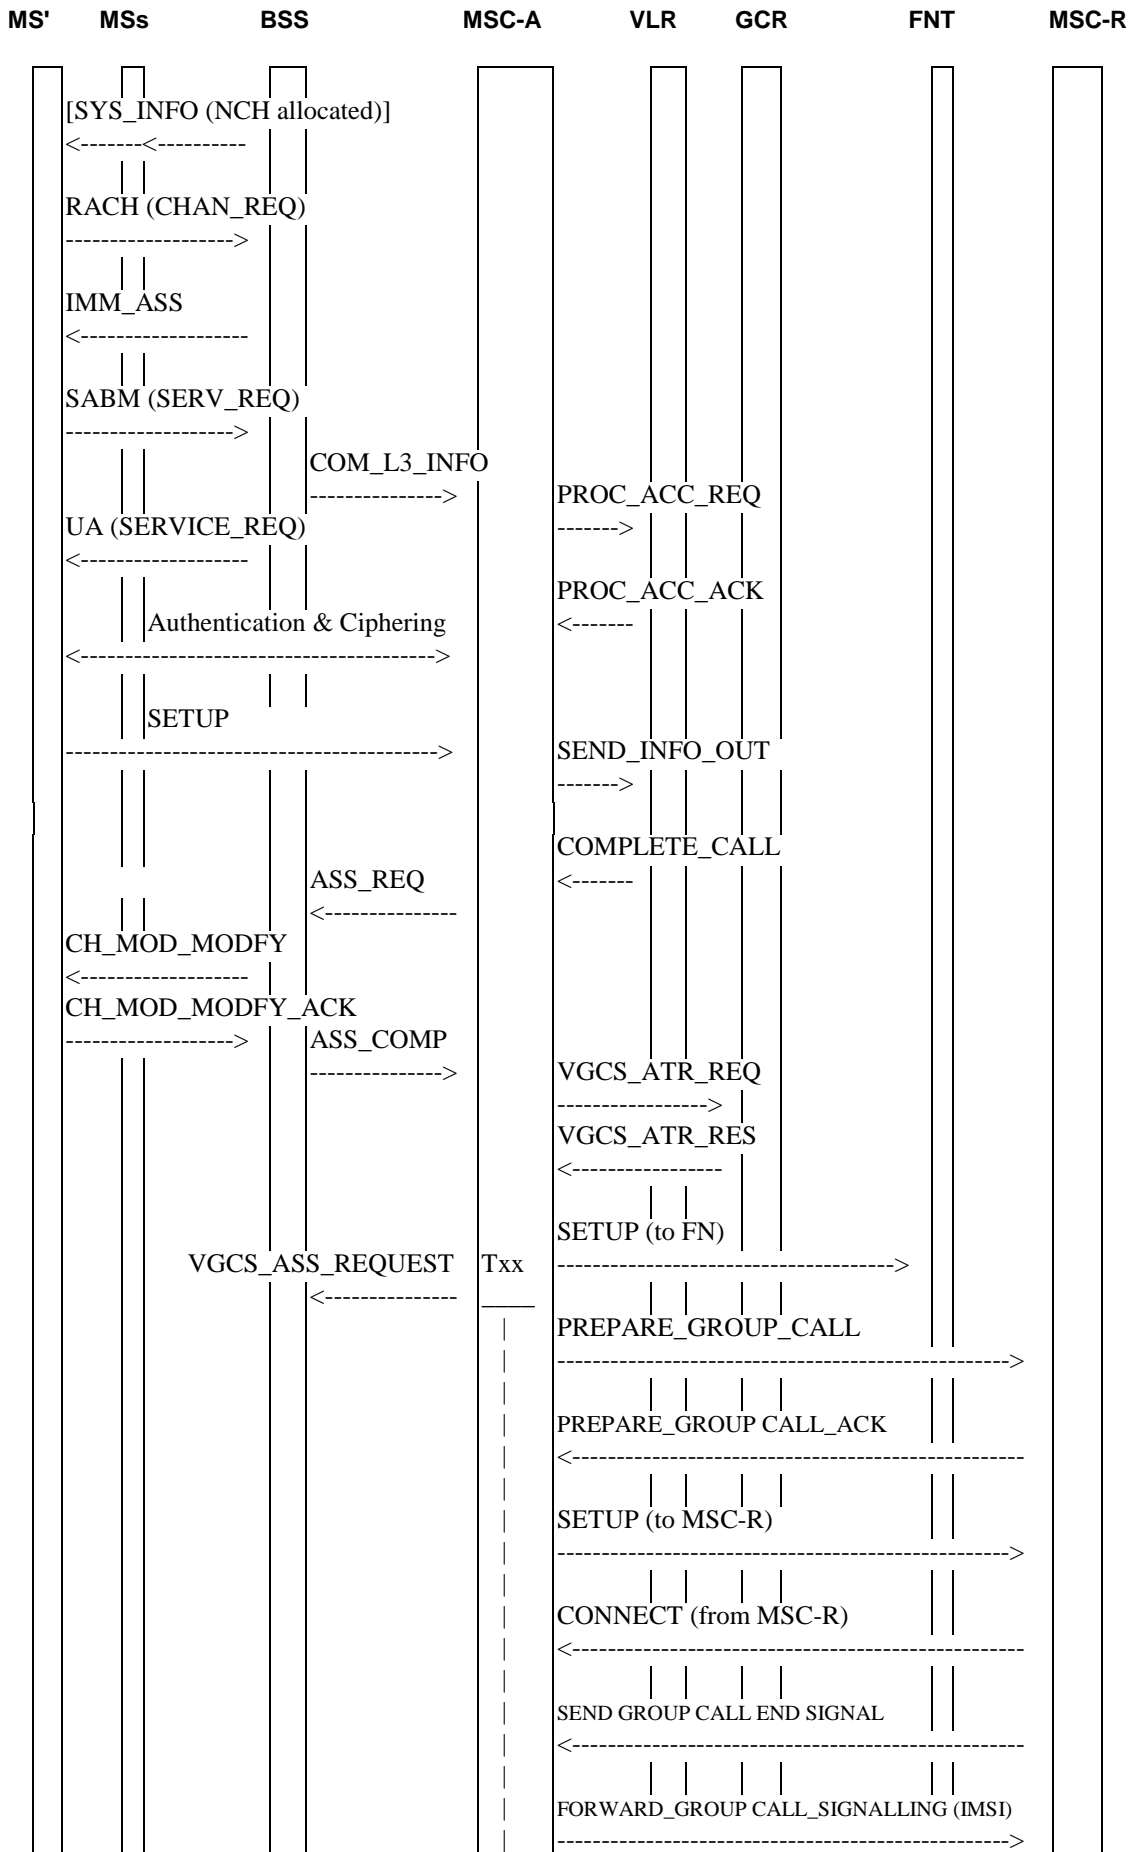 MS' MSs BSS MSC-A VLR GCR FNT MSC-R
[SYS_INFO (NCH allocated)]
<-------<----------
RACH (CHAN_REQ)
------------------->
IMM_ASS
<-------------------
SABM (SERV_REQ)
------------------->
COM_L3_INFO
---------------> PROC_ACC_REQ
UA (SERVICE_REQ) ------->
<-------------------
PROC_ACC_ACK
Authentication & Ciphering <-------
<---------------------------------------->
SETUP
------------------------------------------> SEND_INFO_OUT
------->
COMPLETE_CALL
ASS_REQ <-------
<---------------
CH_MOD_MODFY
<-------------------
CH_MOD_MODFY_ACK
-------------------> ASS_COMP
---------------> VGCS_ATR_REQ
----------------->
VGCS_ATR_RES
<-----------------
SETUP (to FN)
VGCS_ASS_REQUEST Txx -------------------------------------->
<--------------- ____
PREPARE_GROUP_CALL
--------------------------------------------------->
PREPARE_GROUP CALL_ACK
<---------------------------------------------------
SETUP (to MSC-R)
--------------------------------------------------->
CONNECT (from MSC-R)
<---------------------------------------------------
SEND GROUP CALL END SIGNAL
<---------------------------------------------------
FORWARD_GROUP CALL_SIGNALLING (IMSI)
--------------------------------------------------->